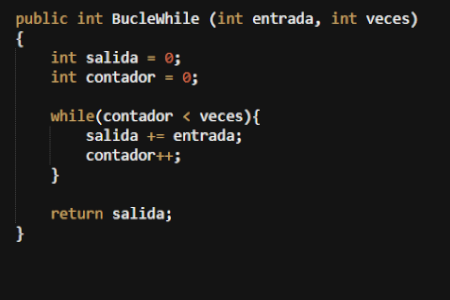 public int BucleWhile (int entrada, int veces)
{
    int salida = 0;
    int contador = 0;

    while(contador < veces){
        salida += entrada;
        contador++;
    }

    return salida;
}